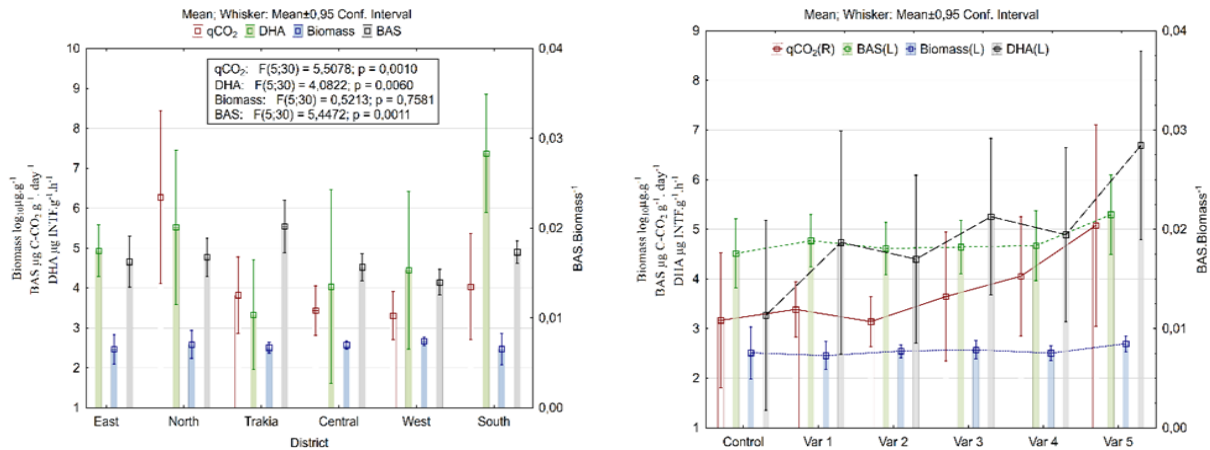 Mean; Whisker: Mean±0,95 Conf. Interval
qCO₂ DHA Biomass BAS
10
9
8
7
6
5
4
3
2
1
Biomass log₁₀µg.g⁻¹
BAS µg C-CO₂ g⁻¹. day⁻¹
DHA µg INTF.g⁻¹.h⁻¹
qCO₂: F(5;30) = 5,5078; p = 0,0010
DHA: F(5;30) = 4,0822; p = 0,0060
Biomass: F(5;30) = 0,5213; p = 0,7581
BAS: F(5;30) = 5,4472; p = 0,0011
0,04
0,03
0,02
0,01
0,00
BAS.Biomass⁻¹
East North Trakia Central West South
District
Mean; Whisker: Mean±0,95 Conf. Interval
qCO₂(R) BAS(L) Biomass(L) DHA(L)
9
8
7
6
5
4
3
2
1
Biomass log₁₀µg.g⁻¹
BAS µg C-CO₂ g⁻¹. day⁻¹
DHA µg INTF.g⁻¹.h⁻¹
0,04
0,03
0,02
0,01
0,00
BAS.Biomass⁻¹
Control Var 1 Var 2 Var 3 Var 4 Var 5